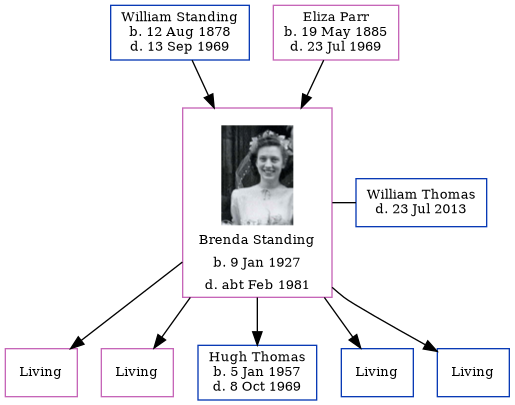 William Standing
b. 12 Aug 1878
d. 13 Sep 1969
Eliza Parr
b. 19 May 1885
d. 23 Jul 1969
Brenda Standing
b. 9 Jan 1927
d. abt Feb 1981
William Thomas
d. 23 Jul 2013
Living
Living
Hugh Thomas
b. 5 Jan 1957
d. 8 Oct 1969
Living
Living